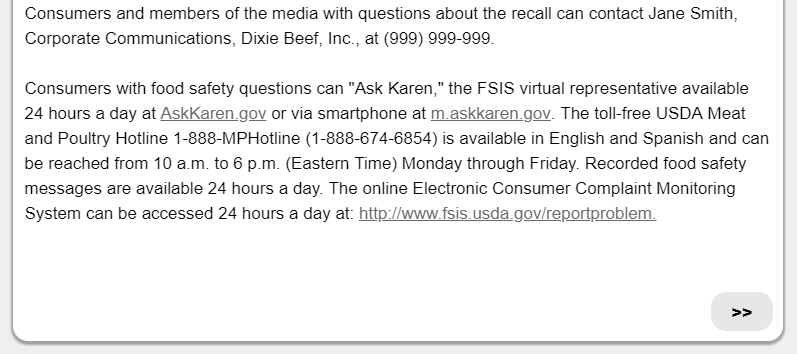 Consumers and members of the media with questions about the recall can contact Jane Smith,
Corporate Communications, Dixie Beef, Inc., at (999) 999-999.
Consumers with food safety questions can "Ask Karen," the FSIS virtual representative available
24 hours a day at AskKaren.gov or via smartphone at m.askkaren.gov. The toll-free USDA Meat
and Poultry Hotline 1-888-MPHotline (1-888-674-6854) is available in English and Spanish and can
be reached from 10 a.m. to 6 p.m. (Eastern Time) Monday through Friday. Recorded food safety
messages are available 24 hours a day. The online Electronic Consumer Complaint Monitoring
System can be accessed 24 hours a day at: http://www.fsis.usda.gov/reportproblem.
>>